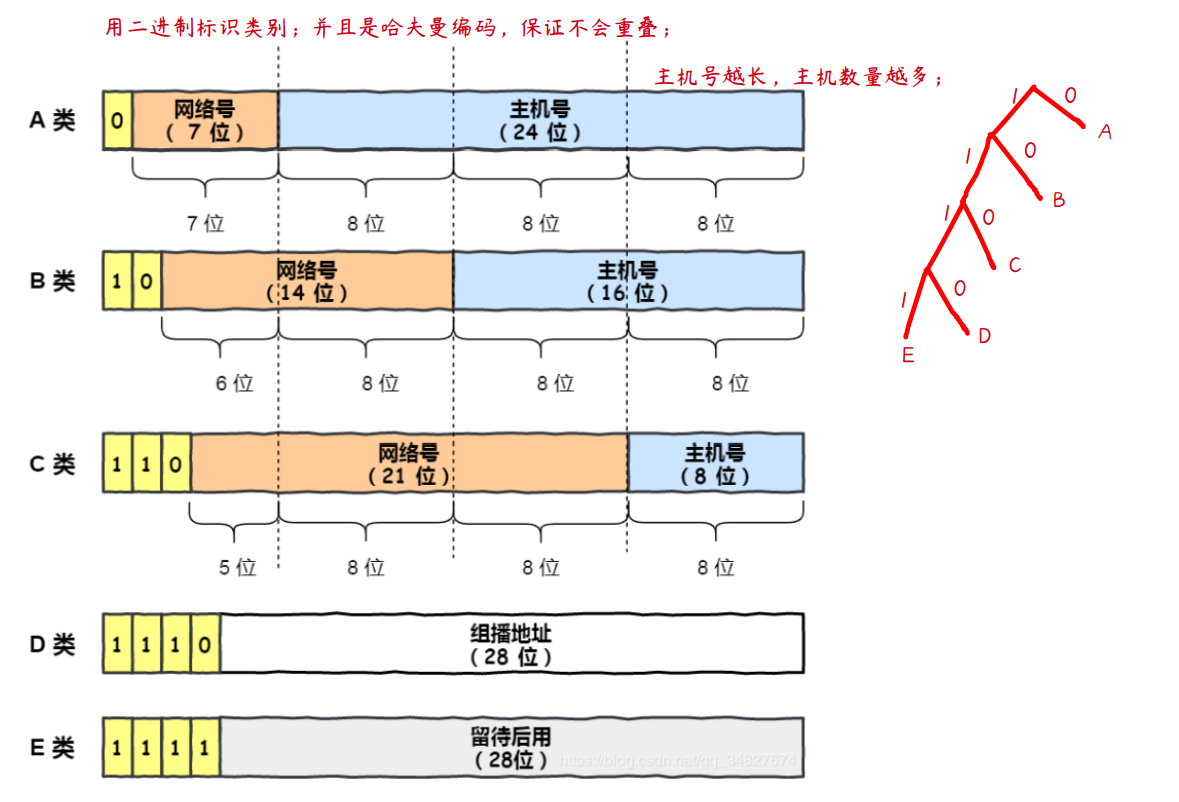 用二进制标识类别；并且是哈夫曼编码，保证不会重叠；
主机号越长，主机数量越多；
A 类
0
网络号
（ 7 位）
主机号
（24 位）
7 位
8 位
8 位
8 位
B 类
1 0
网络号
（14 位）
主机号
（16 位）
6 位
8 位
8 位
8 位
C 类
1 1 0
网络号
（21 位）
主机号
（8 位）
5 位
8 位
8 位
8 位
D 类
1 1 1 0
组播地址
（28 位）
E 类
1 1 1 1
留待后用
（28位）
https://blog.csdn.net/qq_34827674
1 0
A
1 0
B
1 0
C
1 0
D
E